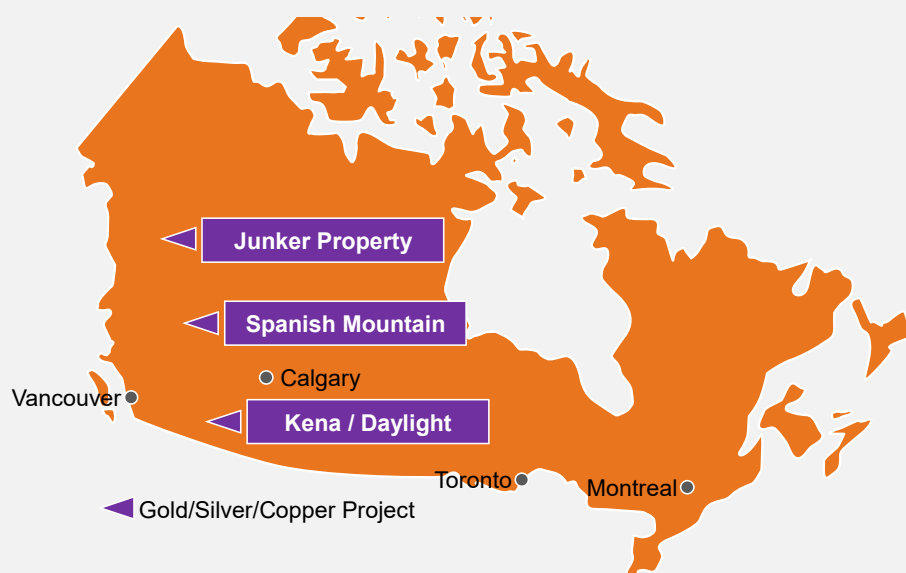 Junker Property
Spanish Mountain
Calgary
Vancouver
Kena / Daylight
Toronto
Montreal
Gold/Silver/Copper Project